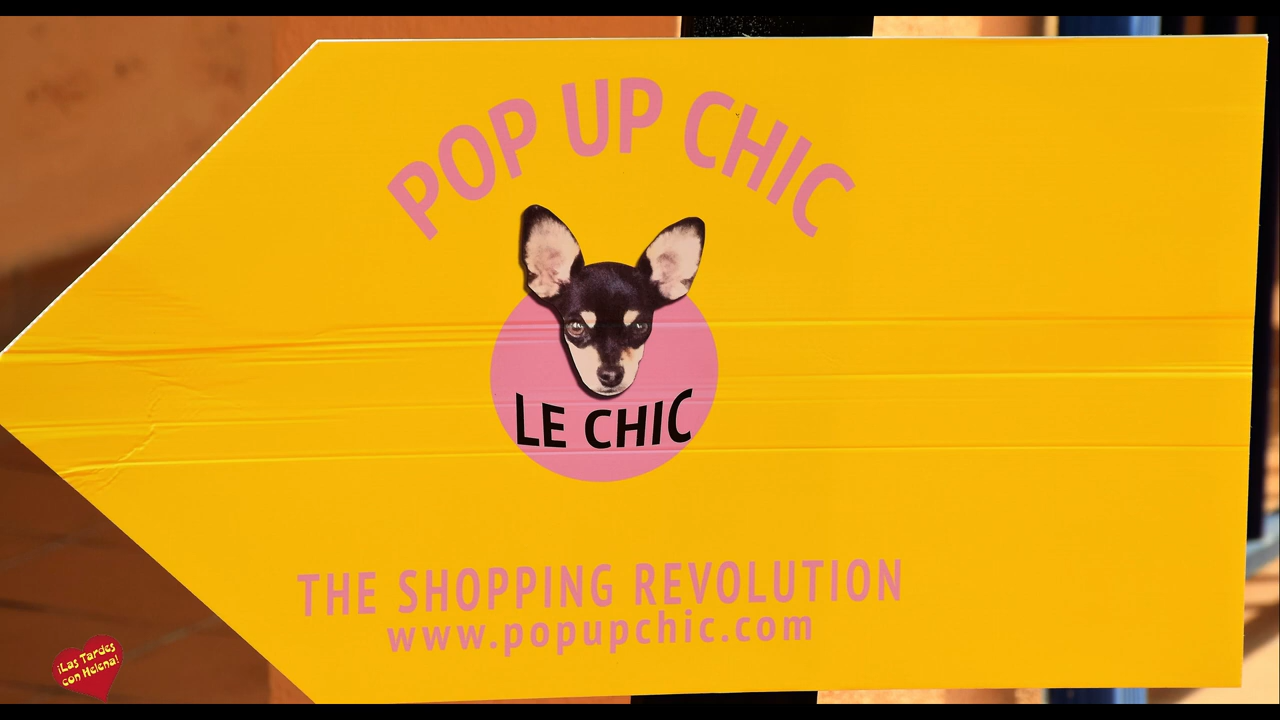 POP UP CHIC
LE CHIC
THE SHOPPING REVOLUTION
www.popupchic.com
¡Las Tardes
con Helena!